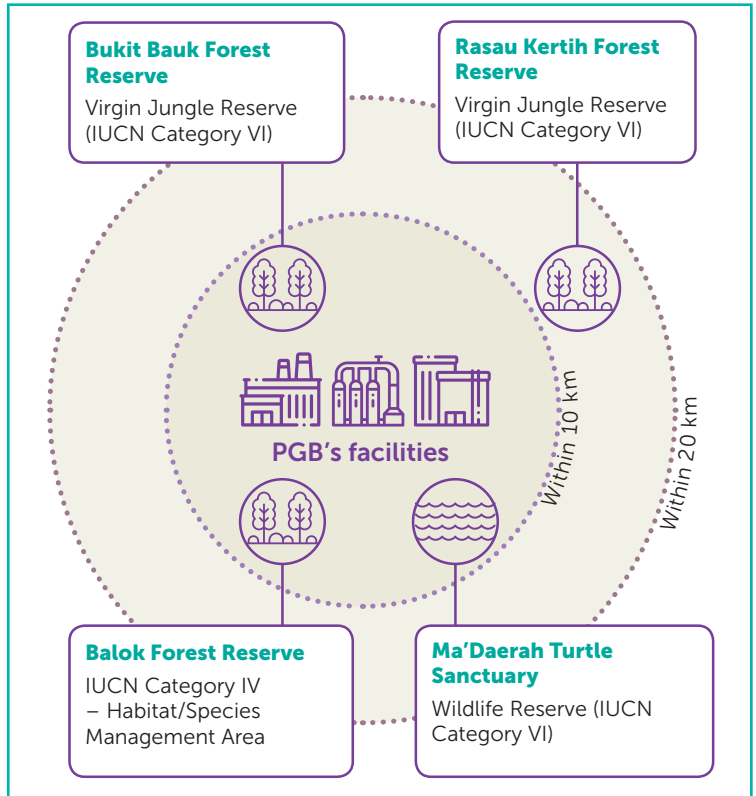 Bukit Bauk Forest
Reserve
Virgin Jungle Reserve
(IUCN Category VI)
Rasau Kertih Forest
Reserve
Virgin Jungle Reserve
(IUCN Category VI)
PGB's facilities
Within 10 km
Within 20 km
Balok Forest Reserve
IUCN Category IV
– Habitat/Species
Management Area
Ma'Daerah Turtle
Sanctuary
Wildlife Reserve (IUCN
Category VI)